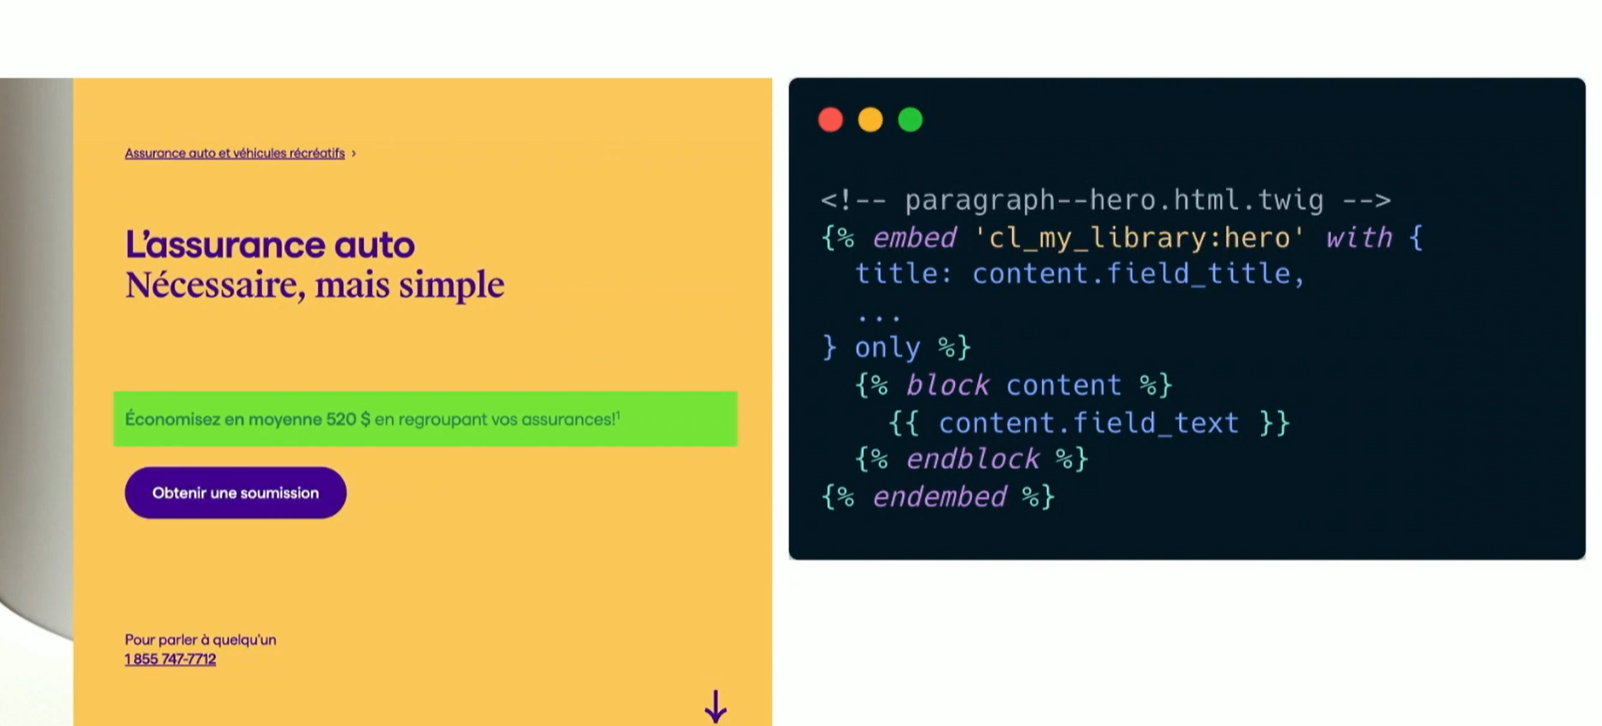 Assurance auto et véhicules récréatifs ›
L'assurance auto
Nécessaire, mais simple
Économisez en moyenne 520 $ en regroupant vos assurances!¹
Obtenir une soumission
Pour parler à quelqu'un
1 855 747-7712
<!-- paragraph--hero.html.twig -->
{% embed 'cl_my_library:hero' with {
  title: content.field_title,
  ...
} only %}
  {% block content %}
    {{ content.field_text }}
  {% endblock %}
{% endembed %}